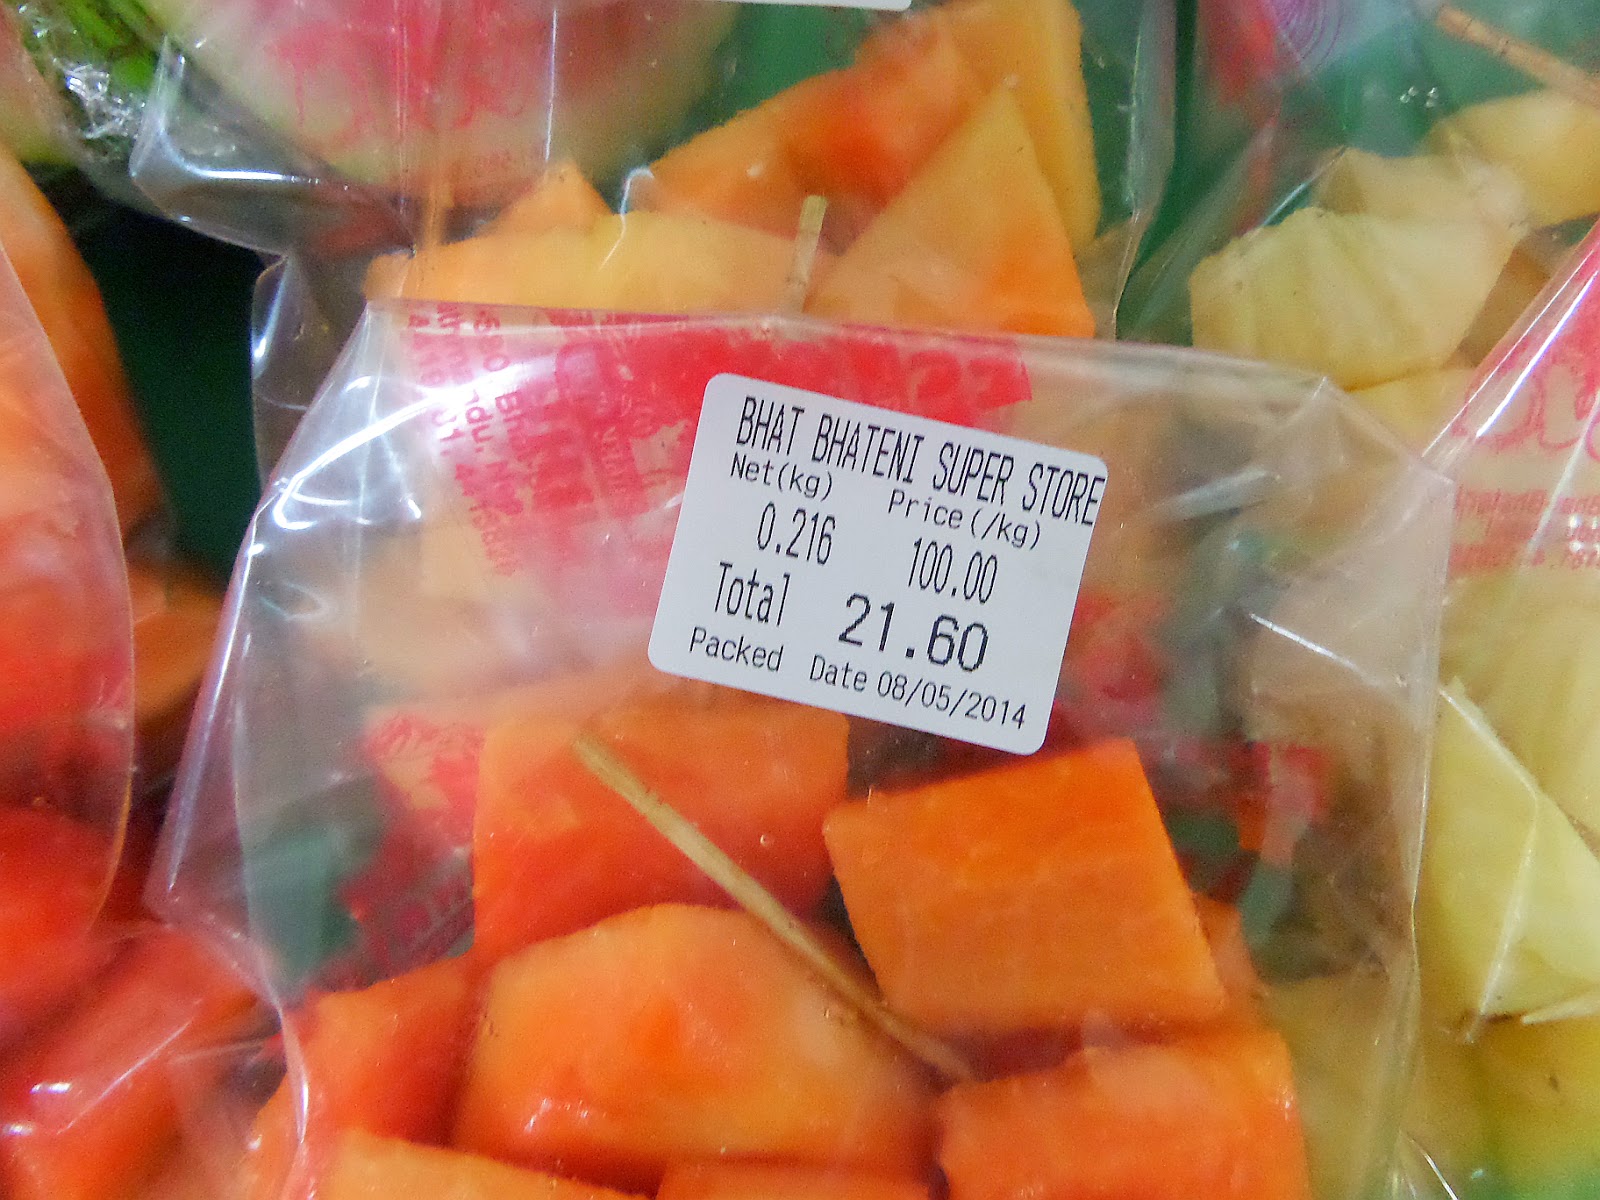 BHAT BHATENI SUPER STORE
Net(kg) Price(/kg)
0.216 100.00
Total 21.60
Packed Date 08/05/2014